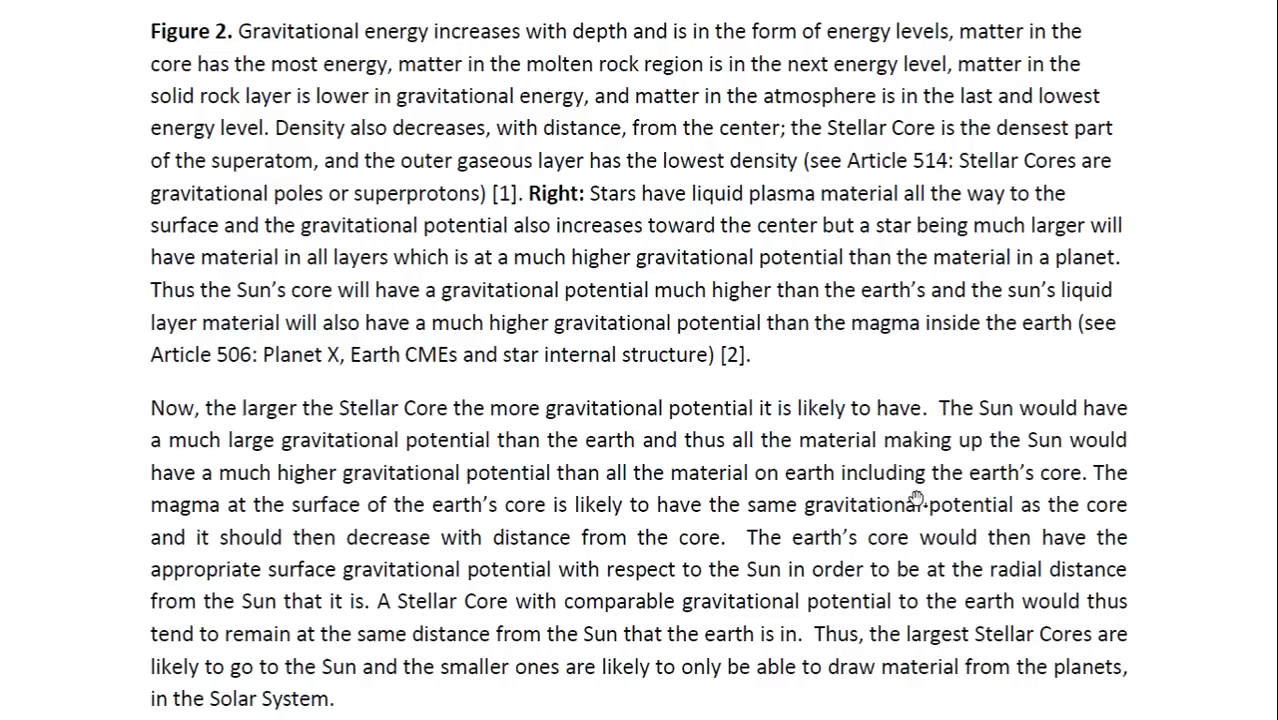 Figure 2. Gravitational energy increases with depth and is in the form of energy levels, matter in the
core has the most energy, matter in the molten rock region is in the next energy level, matter in the
solid rock layer is lower in gravitational energy, and matter in the atmosphere is in the last and lowest
energy level. Density also decreases, with distance, from the center; the Stellar Core is the densest part
of the superatom, and the outer gaseous layer has the lowest density (see Article 514: Stellar Cores are
gravitational poles or superprotons) [1]. Right: Stars have liquid plasma material all the way to the
surface and the gravitational potential also increases toward the center but a star being much larger will
have material in all layers which is at a much higher gravitational potential than the material in a planet.
Thus the Sun's core will have a gravitational potential much higher than the earth's and the sun's liquid
layer material will also have a much higher gravitational potential than the magma inside the earth (see
Article 506: Planet X, Earth CMEs and star internal structure) [2].
Now, the larger the Stellar Core the more gravitational potential it is likely to have. The Sun would have
a much large gravitational potential than the earth and thus all the material making up the Sun would
have a much higher gravitational potential than all the material on earth including the earth's core. The
magma at the surface of the earth's core is likely to have the same gravitational potential as the core
and it should then decrease with distance from the core. The earth's core would then have the
appropriate surface gravitational potential with respect to the Sun in order to be at the radial distance
from the Sun that it is. A Stellar Core with comparable gravitational potential to the earth would thus
tend to remain at the same distance from the Sun that the earth is in. Thus, the largest Stellar Cores are
likely to go to the Sun and the smaller ones are likely to only be able to draw material from the planets,
in the Solar System.